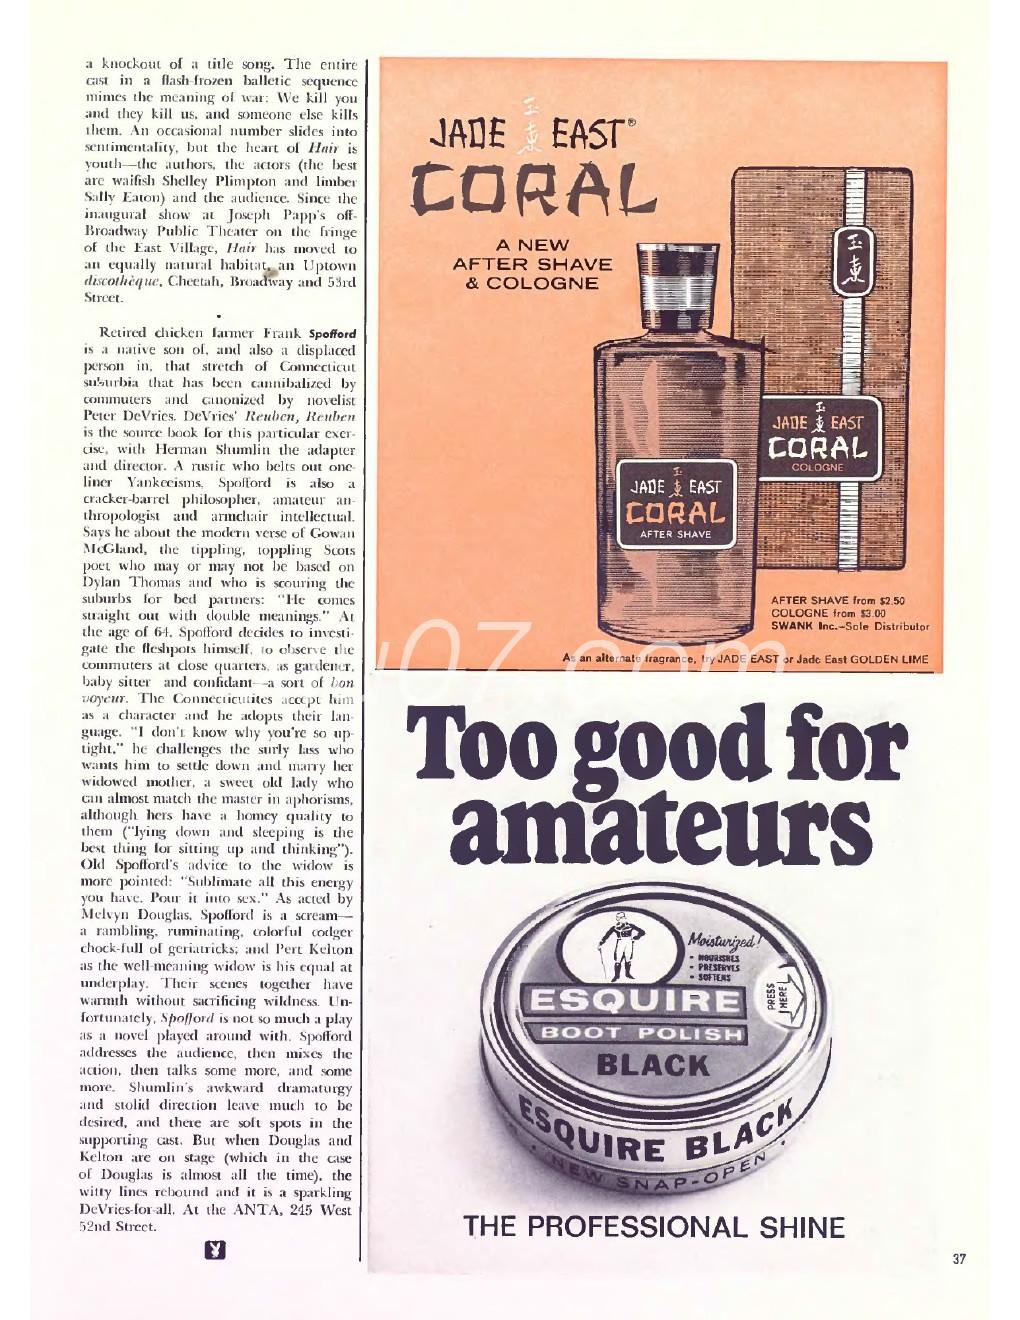 a knockout of a title song. The entire
cast in a flash-frozen balletic sequence
mimes the meaning of war: We kill you
and they kill us, and someone else kills
them. An occasional number slides into
sentimentality, but the heart of Hair is
youth—the authors, the actors (the best
are waifish Shelley Plimpton and limber
Sally Eaton) and the audience. Since the
inaugural show at Joseph Papp's off-
Broadway Public Theater on the fringe
of the East Village, Hair has moved to
an equally natural habitat, an Uptown
discothèque, Cheetah, Broadway and 53rd
Street.
•
Retired chicken farmer Frank Spofford
is a native son of, and also a displaced
person in, that stretch of Connecticut
suburbia that has been cannibalized by
commuters and canonized by novelist
Peter DeVries. DeVries' Reuben, Reuben
is the source book for this particular exer-
cise, with Herman Shumlin the adapter
and director. A rustic who belts out one-
liner Yankeeisms, Spofford is also a
cracker-barrel philosopher, amateur an-
thropologist and armchair intellectual.
Says he about the modern verse of Gowan
McGland, the tippling, toppling Scots
poet who may or may not be based on
Dylan Thomas and who is scouring the
suburbs for bed partners: "He comes
straight out with double meanings." At
the age of 64, Spofford decides to investi-
gate the fleshpots himself, to observe the
commuters at close quarters, as gardener,
baby sitter and confidant—a sort of bon
voyeur. The Connecticutites accept him
as a character and he adopts their lan-
guage. "I don't know why you're so up-
tight," he challenges the surly lass who
wants him to settle down and marry her
widowed mother, a sweet old lady who
can almost match the master in aphorisms,
although hers have a homey quality to
them ("lying down and sleeping is the
best thing for sitting up and thinking").
Old Spofford's advice to the widow is
more pointed: "Sublimate all this energy
you have. Pour it into sex." As acted by
Melvyn Douglas, Spofford is a scream—
a rambling, ruminating, colorful codger
chock-full of geriatricks; and Pert Kelton
as the well-meaning widow is his equal at
underplay. Their scenes together have
warmth without sacrificing wildness. Un-
fortunately, Spofford is not so much a play
as a novel played around with. Spofford
addresses the audience, then mixes the
action, then talks some more, and some
more. Shumlin's awkward dramaturgy
and stolid direction leave much to be
desired, and there are soft spots in the
supporting cast. But when Douglas and
Kelton are on stage (which in the case
of Douglas is almost all the time), the
witty lines rebound and it is a sparkling
DeVries-for-all. At the ANTA, 245 West
52nd Street.
JADE EAST®
CORAL
A NEW
AFTER SHAVE
& COLOGNE
JADE EAST
CORAL
COLOGNE
JADE EAST
CORAL
AFTER SHAVE
AFTER SHAVE from $2.50
COLOGNE from $3.00
SWANK Inc.–Sole Distributor
As an alternate fragrance, try JADE EAST or Jade East GOLDEN LIME
Too good for
amateurs
Moisturized!
• NOURISHES
• PRESERVES
• SOFTENS
PRESS HERE!
ESQUIRE
BOOT POLISH
BLACK
ESQUIRE BLACK
• NEW SNAP-OPEN •
THE PROFESSIONAL SHINE
37